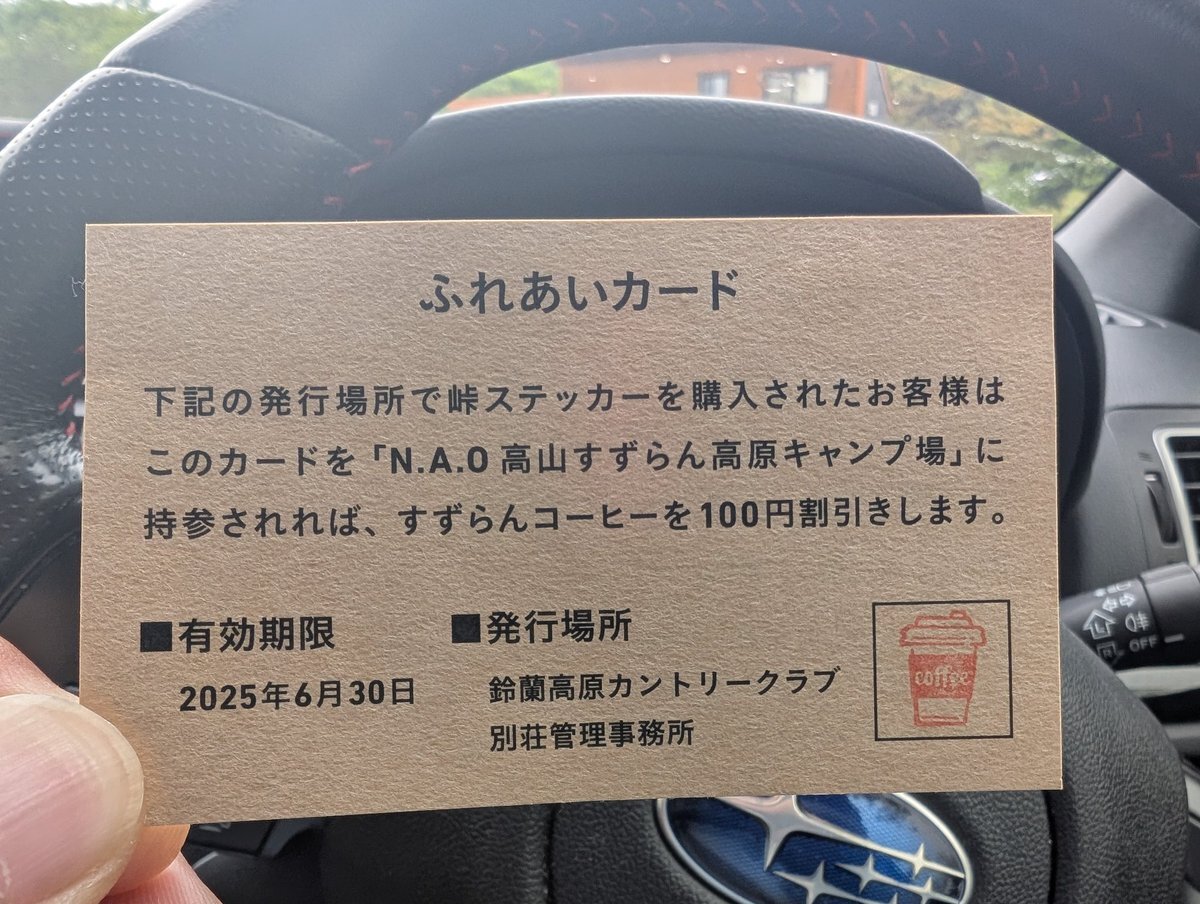 ふれあいカード
下記の発行場所で峠ステッカーを購入されたお客様は
このカードを「N.A.O 高山すずらん高原キャンプ場」に
持参されれば、すずらんコーヒーを100円割引きします。
■有効期限
2025年6月30日
■発行場所
鈴蘭高原カントリークラブ
別荘管理事務所
coffee
OFF